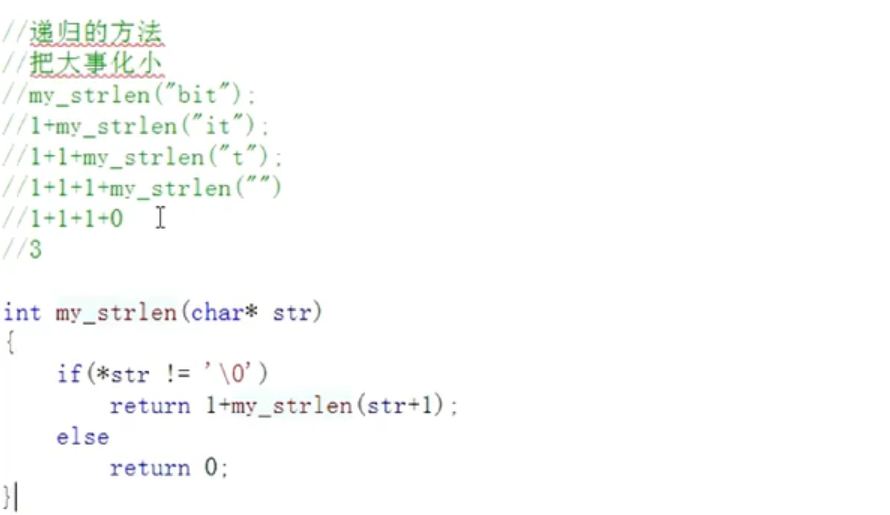 //递归的方法
//把大事化小
//my_strlen("bit");
//1+my_strlen("it");
//1+1+my_strlen("t");
//1+1+1+my_strlen("")
//1+1+1+0
//3
int my_strlen(char* str)
{
    if(*str != '\0')
        return 1+my_strlen(str+1);
    else
        return 0;
}